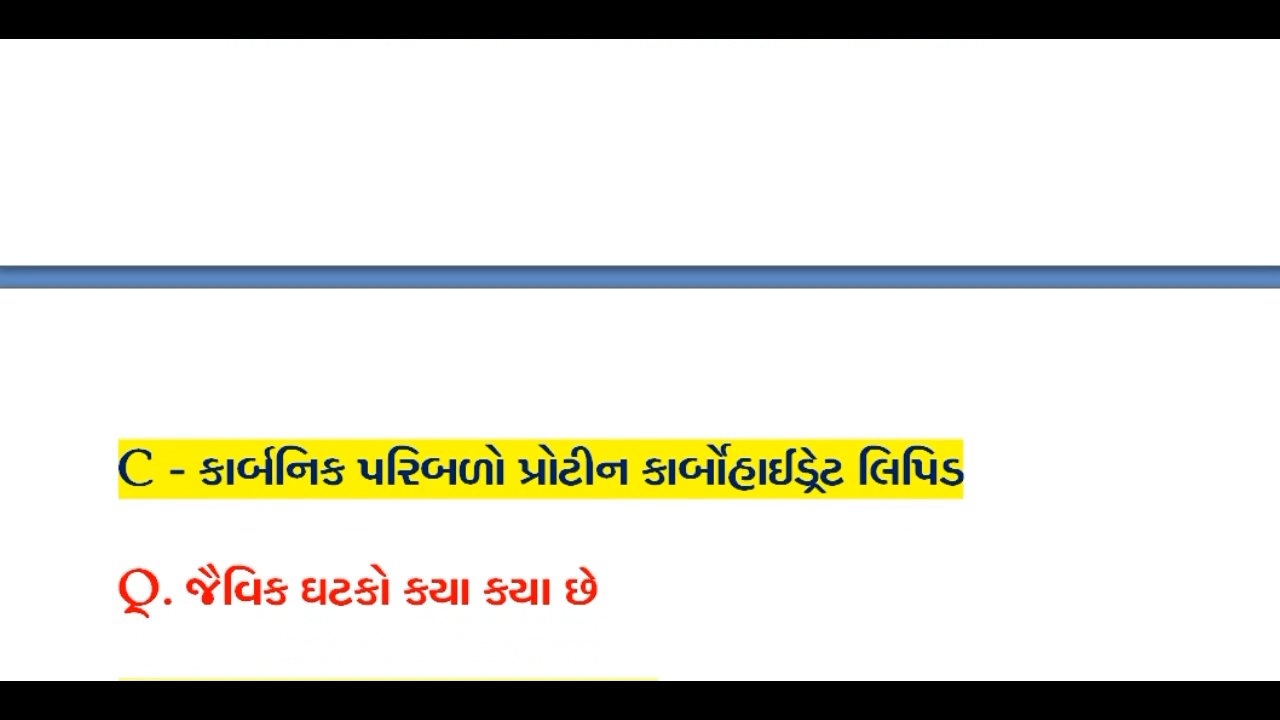 C - કાર્બનિક પરિબળો પ્રોટીન કાર્બોહાઈડ્રેટ લિપિડ
Q. જૈવિક ઘટકો કયા કયા છે